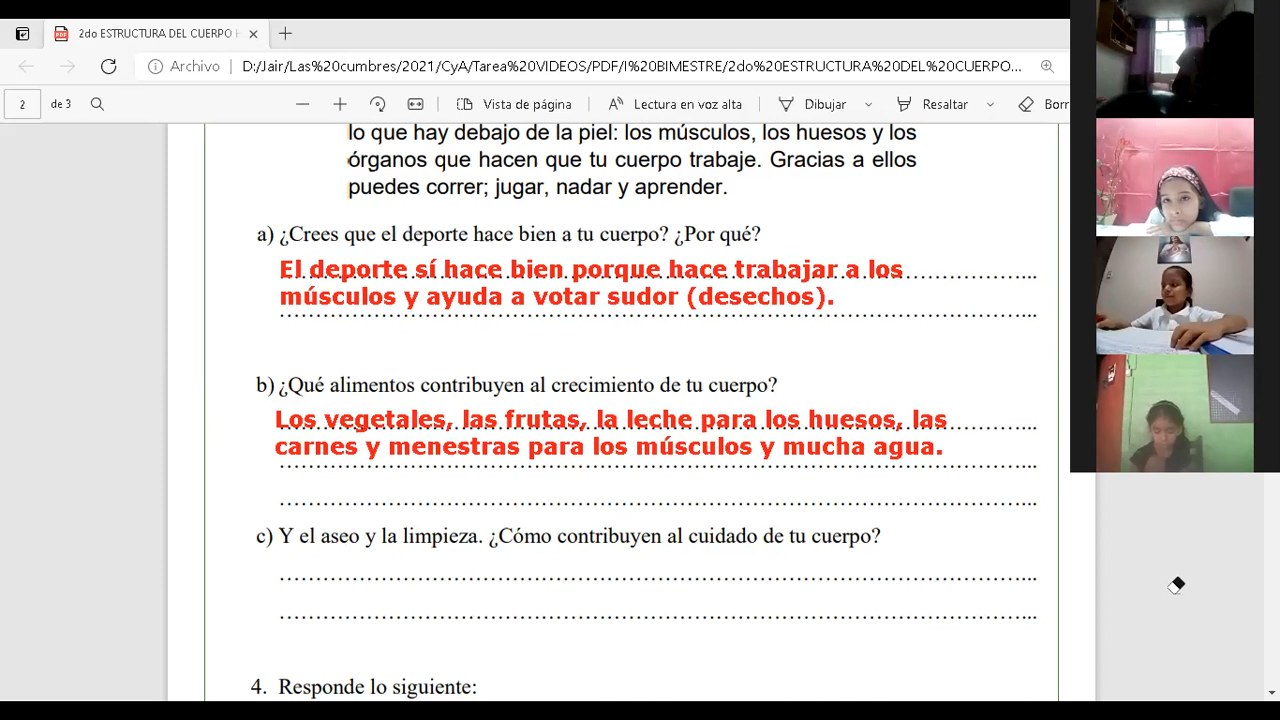 2do ESTRUCTURA DEL CUERPO H
Archivo
D:/Jair/Las%20cumbres/2021/CyA/Tarea%20VIDEOS/PDF/I%20BIMESTRE/2do%20ESTRUCTURA%20DEL%20CUERPO...
2 de 3
Vista de página
Lectura en voz alta
Dibujar
Resaltar
Borr
lo que hay debajo de la piel: los músculos, los huesos y los
órganos que hacen que tu cuerpo trabaje. Gracias a ellos
puedes correr; jugar, nadar y aprender.
a) ¿Crees que el deporte hace bien a tu cuerpo? ¿Por qué?
El deporte sí hace bien porque hace trabajar a los
músculos y ayuda a votar sudor (desechos).
b) ¿Qué alimentos contribuyen al crecimiento de tu cuerpo?
Los vegetales, las frutas, la leche para los huesos, las
carnes y menestras para los músculos y mucha agua.
c) Y el aseo y la limpieza. ¿Cómo contribuyen al cuidado de tu cuerpo?
4. Responde lo siguiente: